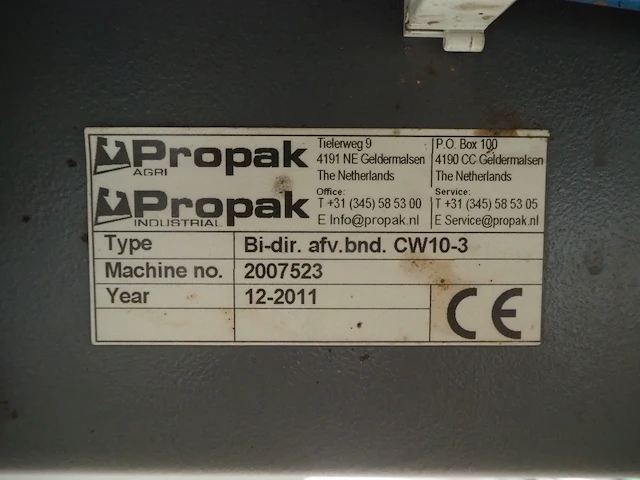 Propak
AGRI
Propak
INDUSTRIAL
Tielerweg 9
4191 NE Geldermalsen
The Netherlands
Office:
T +31 (345) 58 53 00
E Info@propak.nl
P.O. Box 100
4190 CC Geldermalsen
The Netherlands
Service:
T +31 (345) 58 53 05
E Service@propak.nl
Type Bi-dir. afv.bnd. CW10-3
Machine no. 2007523
Year 12-2011
CE